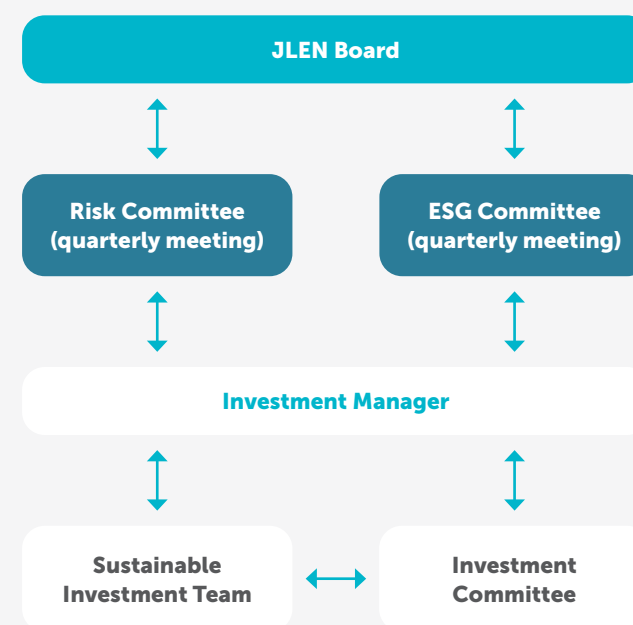 JLEN Board
Risk Committee
(quarterly meeting)
ESG Committee
(quarterly meeting)
Investment Manager
Sustainable
Investment Team
Investment
Committee